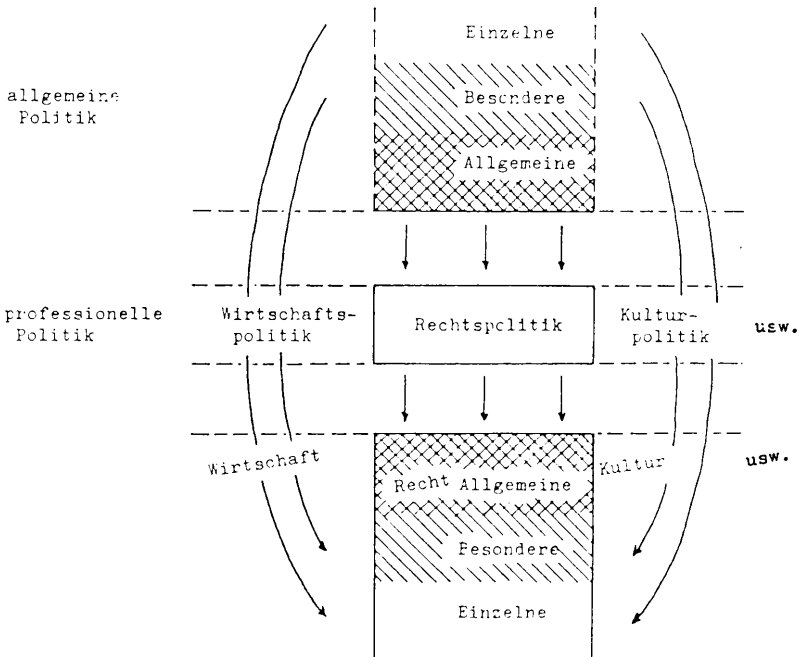 Einzelne
allgemeine
Politik
Besondere
Allgemeine
professionelle
Politik
Wirtschafts-
politik
Rechtspolitik
Kultur-
politik
usw.
Wirtschaft
Recht Allgemeine
Kultur
usw.
Besondere
Einzelne